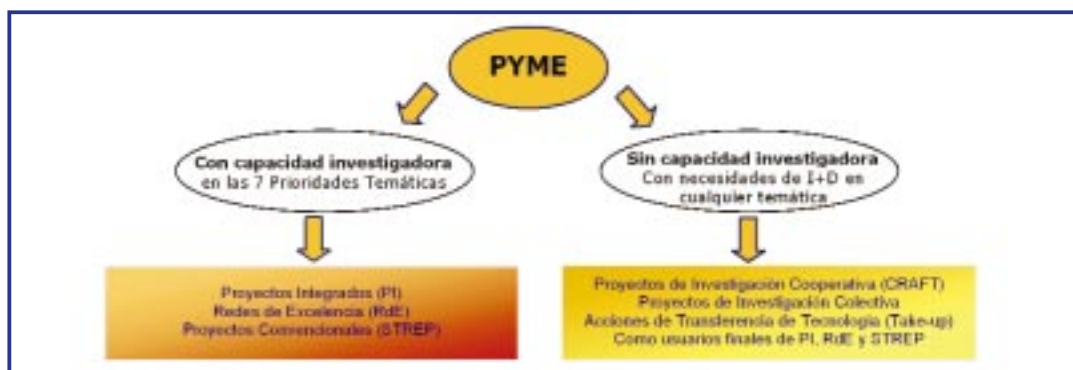 PYME
Con capacidad investigadora
en las 7 Prioridades Temáticas
Sin capacidad investigadora
Con necesidades de I+D en
cualquier temática
Proyectos Integrados (PI)
Redes de Excelencia (RdE)
Proyectos Convencionales (STREP)
Proyectos de Investigación Cooperativa (CRAFT)
Proyectos de Investigación Colectiva
Acciones de Transferencia de Tecnología (Take-up)
Como usuarios finales de PI, RdE y STREP